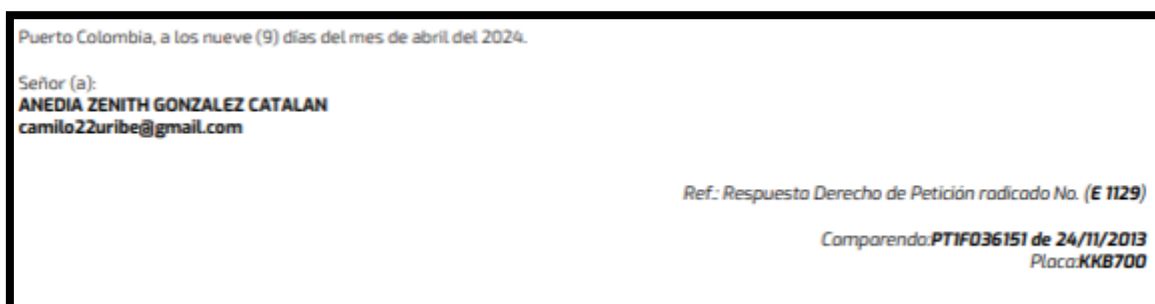 Puerto Colombia, a los nueve (9) días del mes de abril del 2024.
Señor (a):
ANEDIA ZENITH GONZALEZ CATALAN
camilo22uribe@gmail.com
Ref.: Respuesta Derecho de Petición radicado No. (E 1129)
Comparendo:PT1F036151 de 24/11/2013
Placa:KKB700